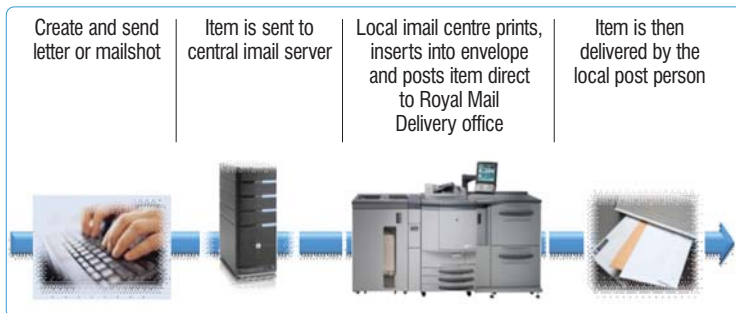 Create and send
letter or mailshot
Item is sent to
central imail server
Local imail centre prints,
inserts into envelope
and posts item direct
to Royal Mail
Delivery office
Item is then
delivered by the
local post person